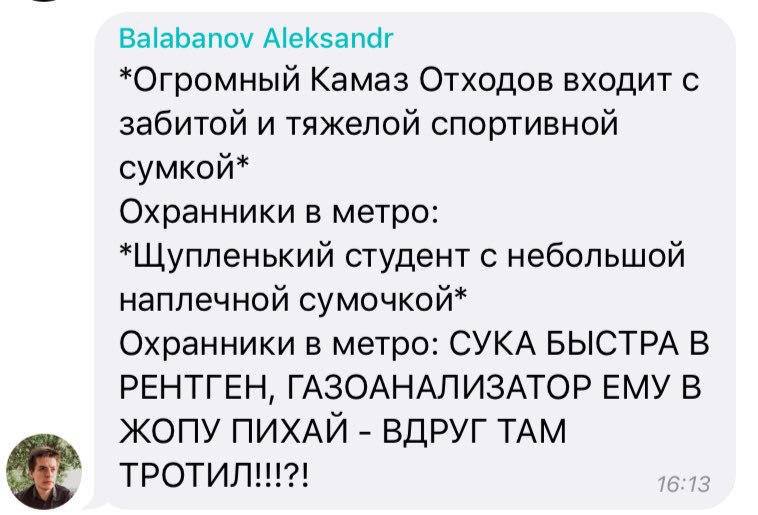 Balabanov Aleksandr
*Огромный Камаз Отходов входит с
забитой и тяжелой спортивной
сумкой*
Охранники в метро:
*Щупленький студент с небольшой
наплечной сумочкой*
Охранники в метро: СУКА БЫСТРА В
РЕНТГЕН, ГАЗОАНАЛИЗАТОР ЕМУ В
ЖОПУ ПИХАЙ - ВДРУГ ТАМ
ТРОТИЛ!!!?!
16:13